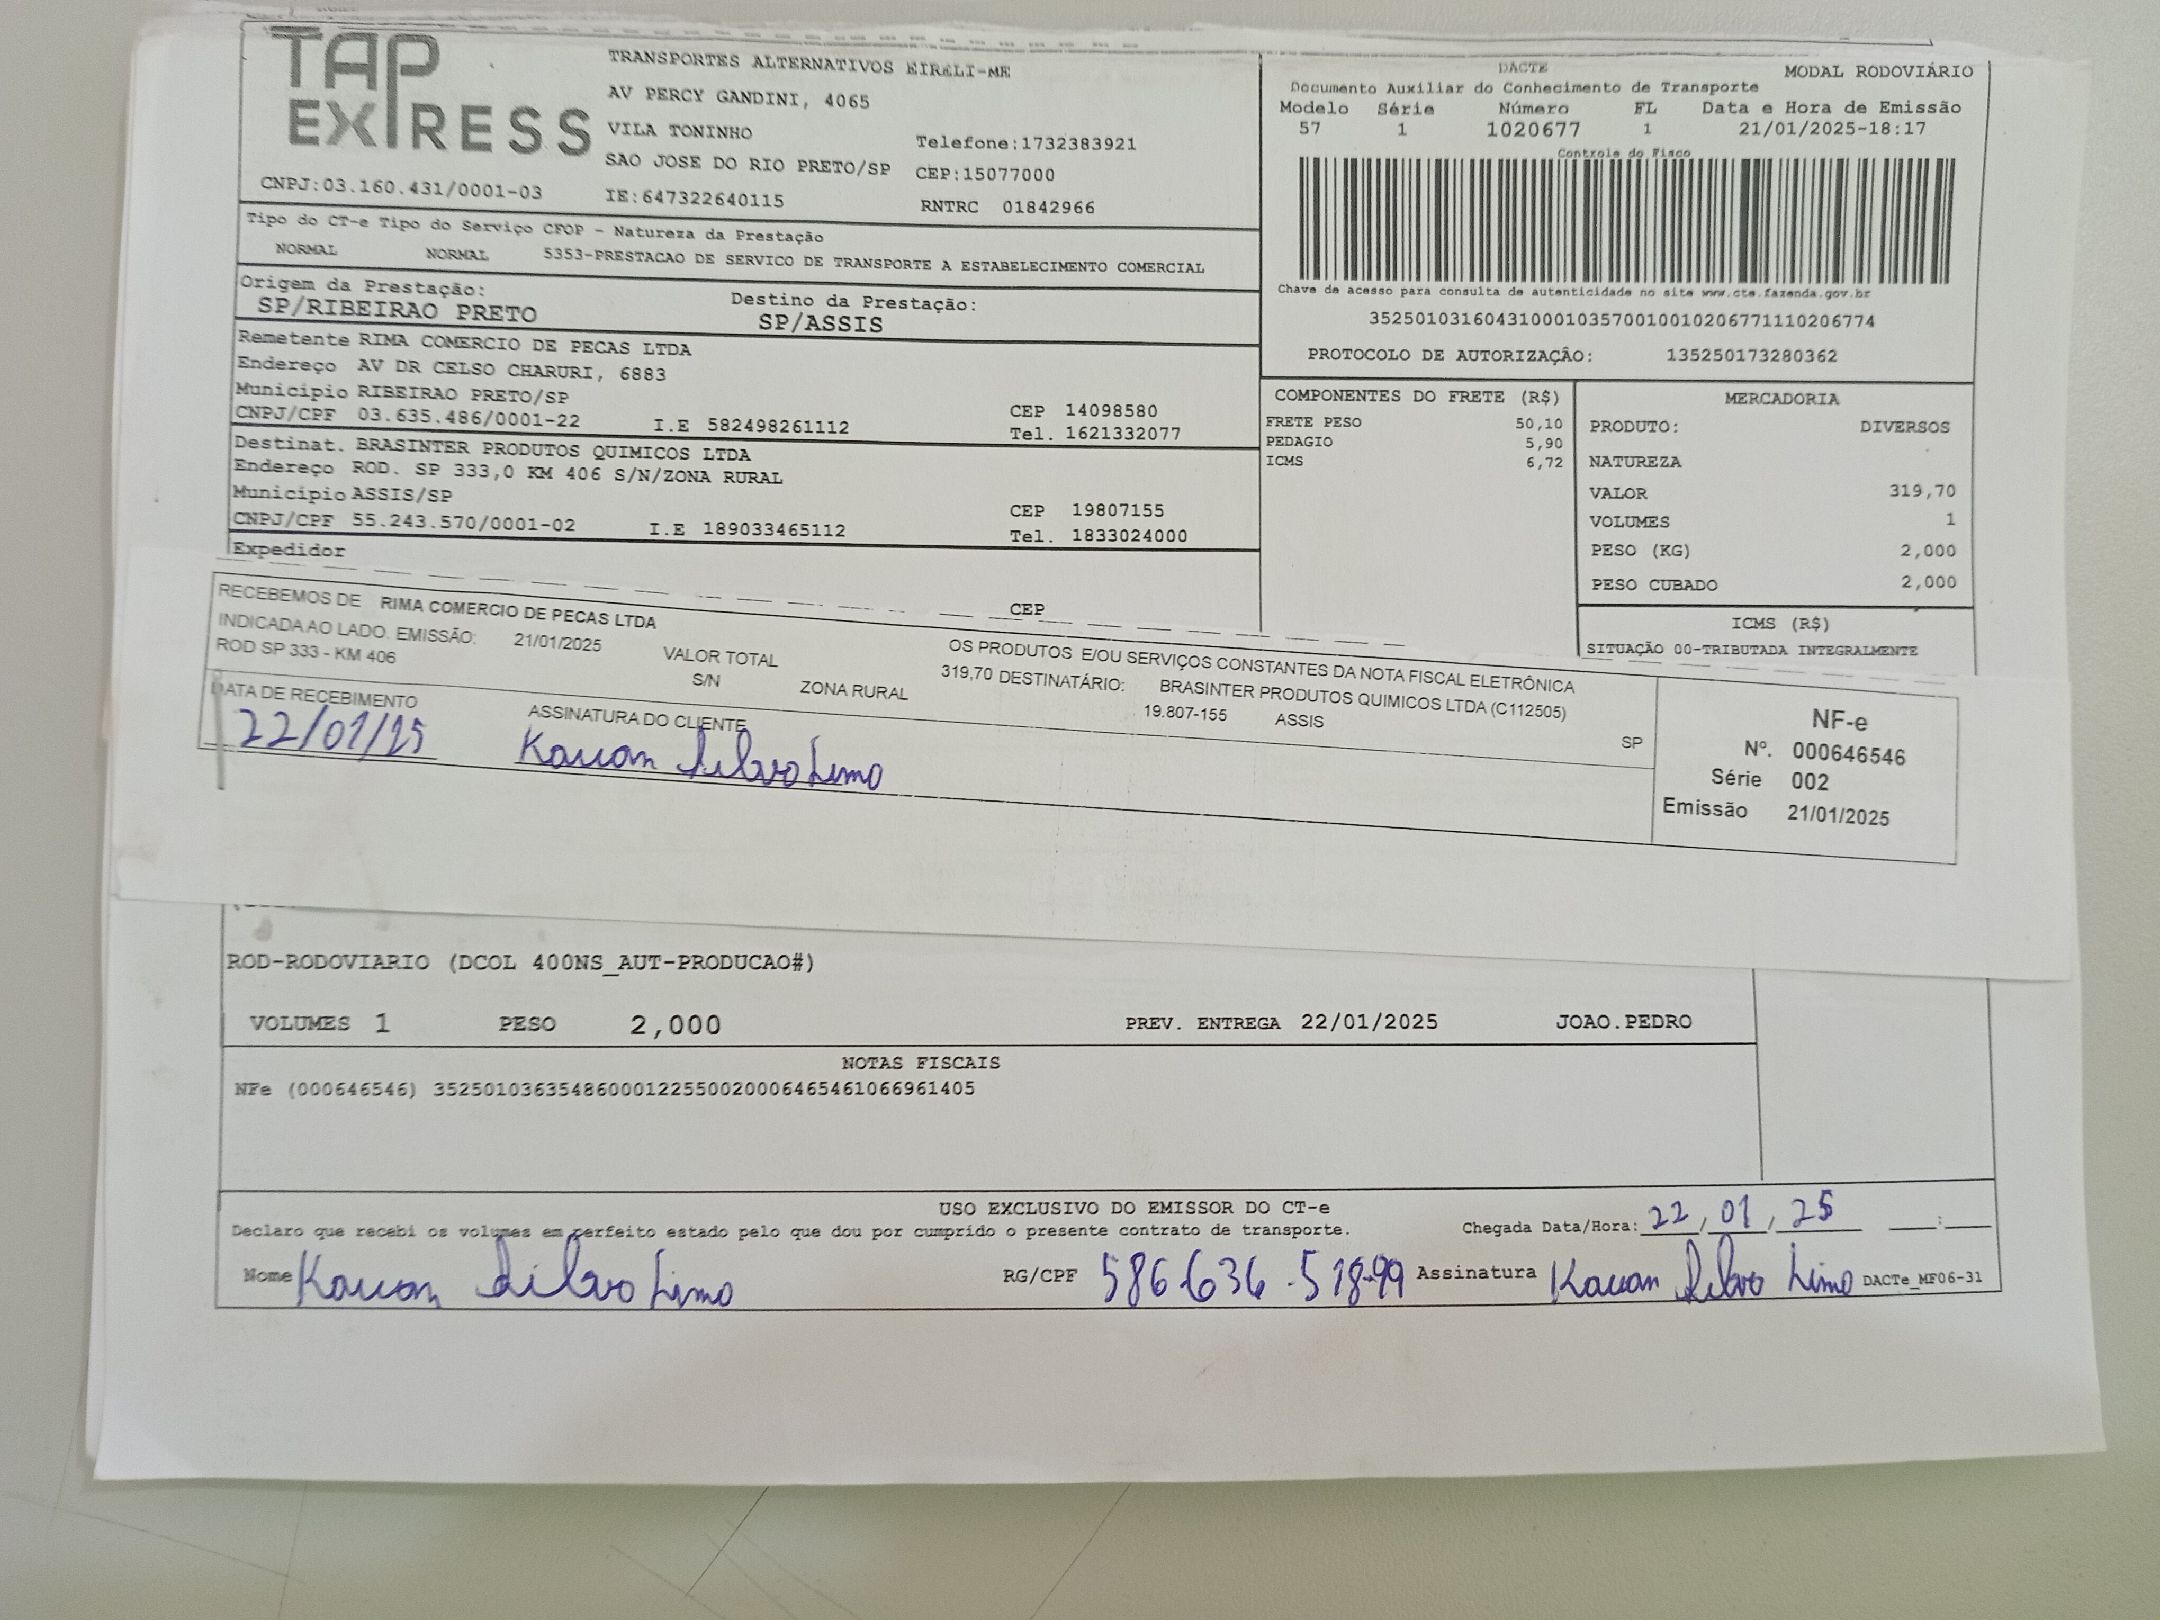 TAP EXPRESS
TRANSPORTES ALTERNATIVOS EIRELI-ME
AV PERCY GANDINI, 4065
VILA TONINHO
Telefone:1732383921
SAO JOSE DO RIO PRETO/SP CEP:15077000
CNPJ:03.160.431/0001-03 IE:647322640115 RNTRC 01842966
DACTE MODAL RODOVIÁRIO
Documento Auxiliar do Conhecimento de Transporte
Modelo Série Número FL Data e Hora de Emissão
57 1 1020677 1 21/01/2025-18:17
Controle do Fisco
Chave de acesso para consulta de autenticidade no site www.cte.fazenda.gov.br
35250103160431000103570010010206771110206774
PROTOCOLO DE AUTORIZAÇÃO: 135250173280362
Tipo do CT-e Tipo do Serviço CFOP - Natureza da Prestação
NORMAL NORMAL 5353-PRESTACAO DE SERVICO DE TRANSPORTE A ESTABELECIMENTO COMERCIAL
Origem da Prestação: Destino da Prestação:
SP/RIBEIRAO PRETO SP/ASSIS
Remetente RIMA COMERCIO DE PECAS LTDA
Endereço AV DR CELSO CHARURI, 6883
Município RIBEIRAO PRETO/SP CEP 14098580
CNPJ/CPF 03.635.486/0001-22 I.E 582498261112 Tel. 1621332077
Destinat. BRASINTER PRODUTOS QUIMICOS LTDA
Endereço ROD. SP 333,0 KM 406 S/N/ZONA RURAL
Município ASSIS/SP CEP 19807155
CNPJ/CPF 55.243.570/0001-02 I.E 189033465112 Tel. 1833024000
Expedidor
CEP
COMPONENTES DO FRETE (R$)
FRETE PESO 50,10
PEDAGIO 5,90
ICMS 6,72
MERCADORIA
PRODUTO: DIVERSOS
NATUREZA
VALOR 319,70
VOLUMES 1
PESO (KG) 2,000
PESO CUBADO 2,000
ICMS (R$)
SITUAÇÃO 00-TRIBUTADA INTEGRALMENTE
RECEBEMOS DE RIMA COMERCIO DE PECAS LTDA OS PRODUTOS E/OU SERVIÇOS CONSTANTES DA NOTA FISCAL ELETRÔNICA
INDICADA AO LADO. EMISSÃO: 21/01/2025 VALOR TOTAL 319,70 DESTINATÁRIO: BRASINTER PRODUTOS QUIMICOS LTDA (C112505)
ROD SP 333 - KM 406 S/N ZONA RURAL 19.807-155 ASSIS SP
DATA DE RECEBIMENTO ASSINATURA DO CLIENTE
22/01/25 Kauan Silva Lima
NF-e
Nº. 000646546
Série 002
Emissão 21/01/2025
ROD-RODOVIARIO (DCOL 400NS_AUT-PRODUCAO#)
VOLUMES 1 PESO 2,000 PREV. ENTREGA 22/01/2025 JOAO.PEDRO
NOTAS FISCAIS
NFe (000646546) 35250103635486000122550020006465461066961405
USO EXCLUSIVO DO EMISSOR DO CT-e
Declaro que recebi os volumes em perfeito estado pelo que dou por cumprido o presente contrato de transporte. Chegada Data/Hora: 22/01/25 __:__
Nome Kauan Silva Lima RG/CPF 586.636.518-99 Assinatura Kauan Silva Lima DACTe_MF06-31